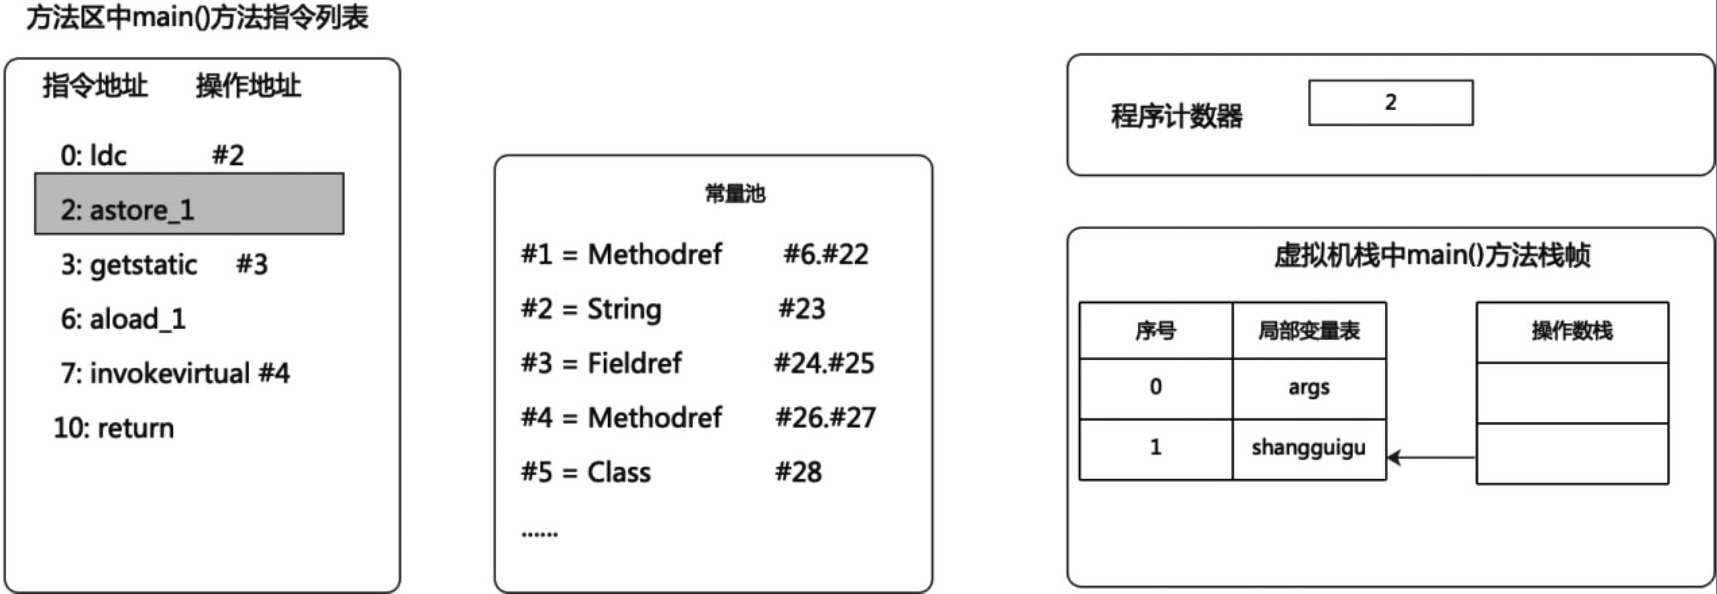 方法区中main()方法指令列表
指令地址 操作地址
0: ldc #2
2: astore_1
3: getstatic #3
6: aload_1
7: invokevirtual #4
10: return
常量池
#1 = Methodref #6.#22
#2 = String #23
#3 = Fieldref #24.#25
#4 = Methodref #26.#27
#5 = Class #28
......
程序计数器 2
虚拟机栈中main()方法栈帧
序号 局部变量表 操作数栈
0 args
1 shangguigu